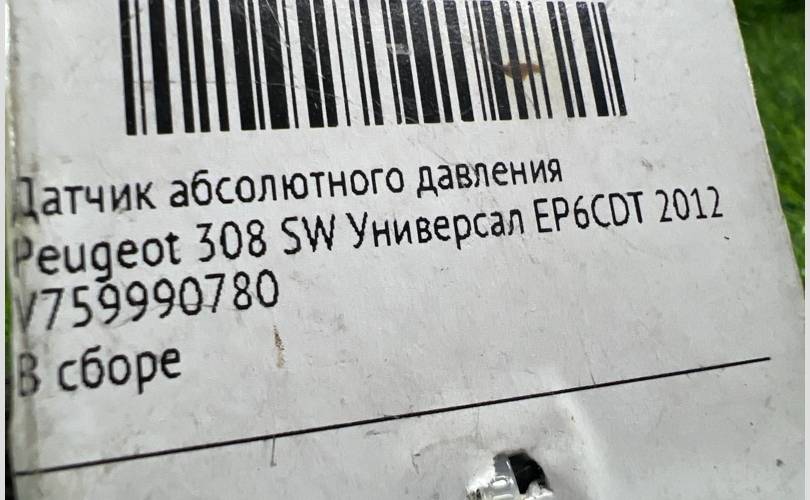 Датчик абсолютного давления
Peugeot 308 SW Универсал EP6CDT 2012
V759990780
В сборе